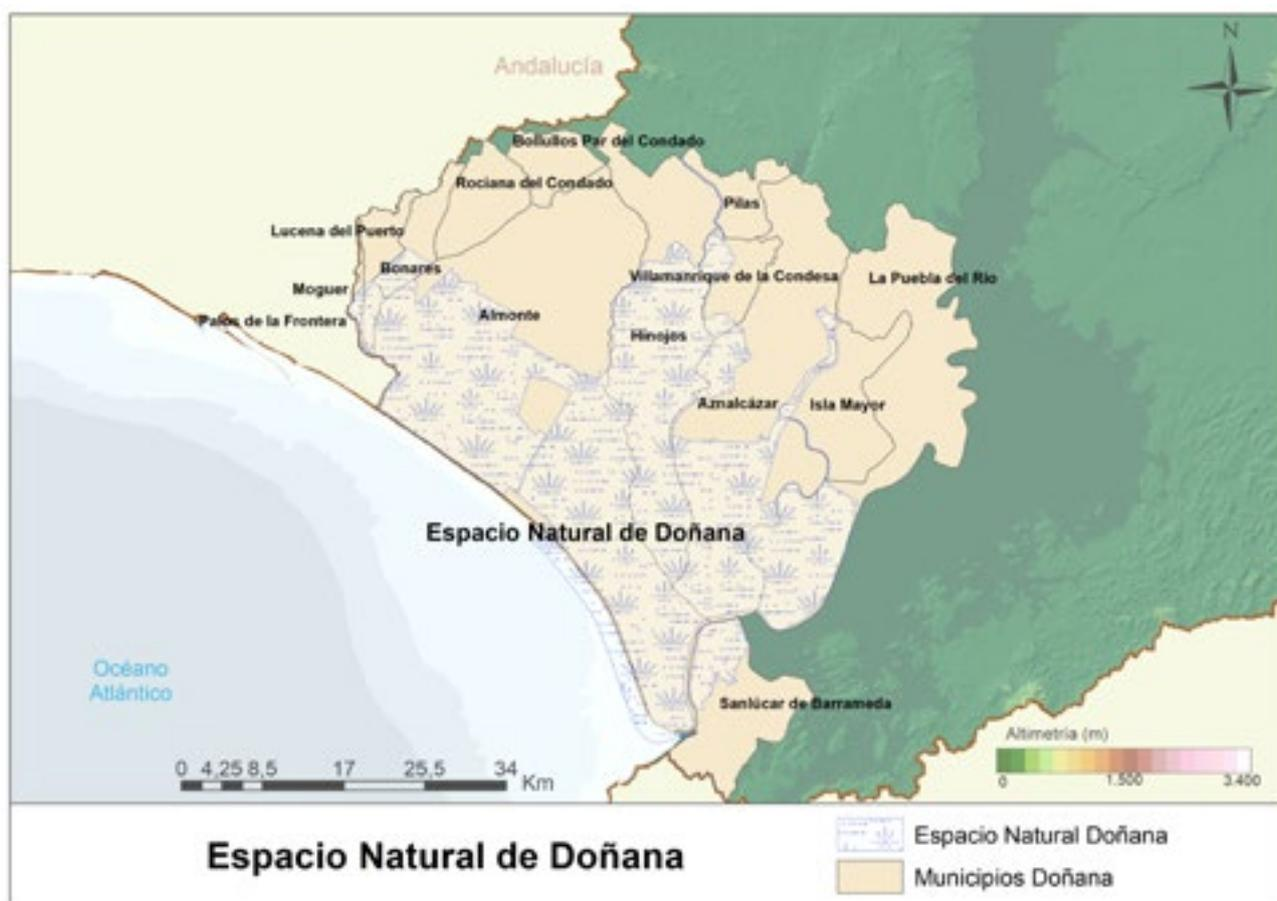 N
Andalucía
Bollullos Par del Condado
Rociana del Condado
Pilas
Lucena del Puerto
Bonares
Villamanrique de la Condesa
La Puebla del Río
Moguer
Palos de la Frontera
Almonte
Hinojos
Aznalcázar
Isla Mayor
Espacio Natural de Doñana
Océano
Atlántico
Sanlúcar de Barrameda
Altimetría (m)
0 1.500 3.400
0 4,25 8,5 17 25,5 34 Km
Espacio Natural de Doñana
Espacio Natural Doñana
Municipios Doñana